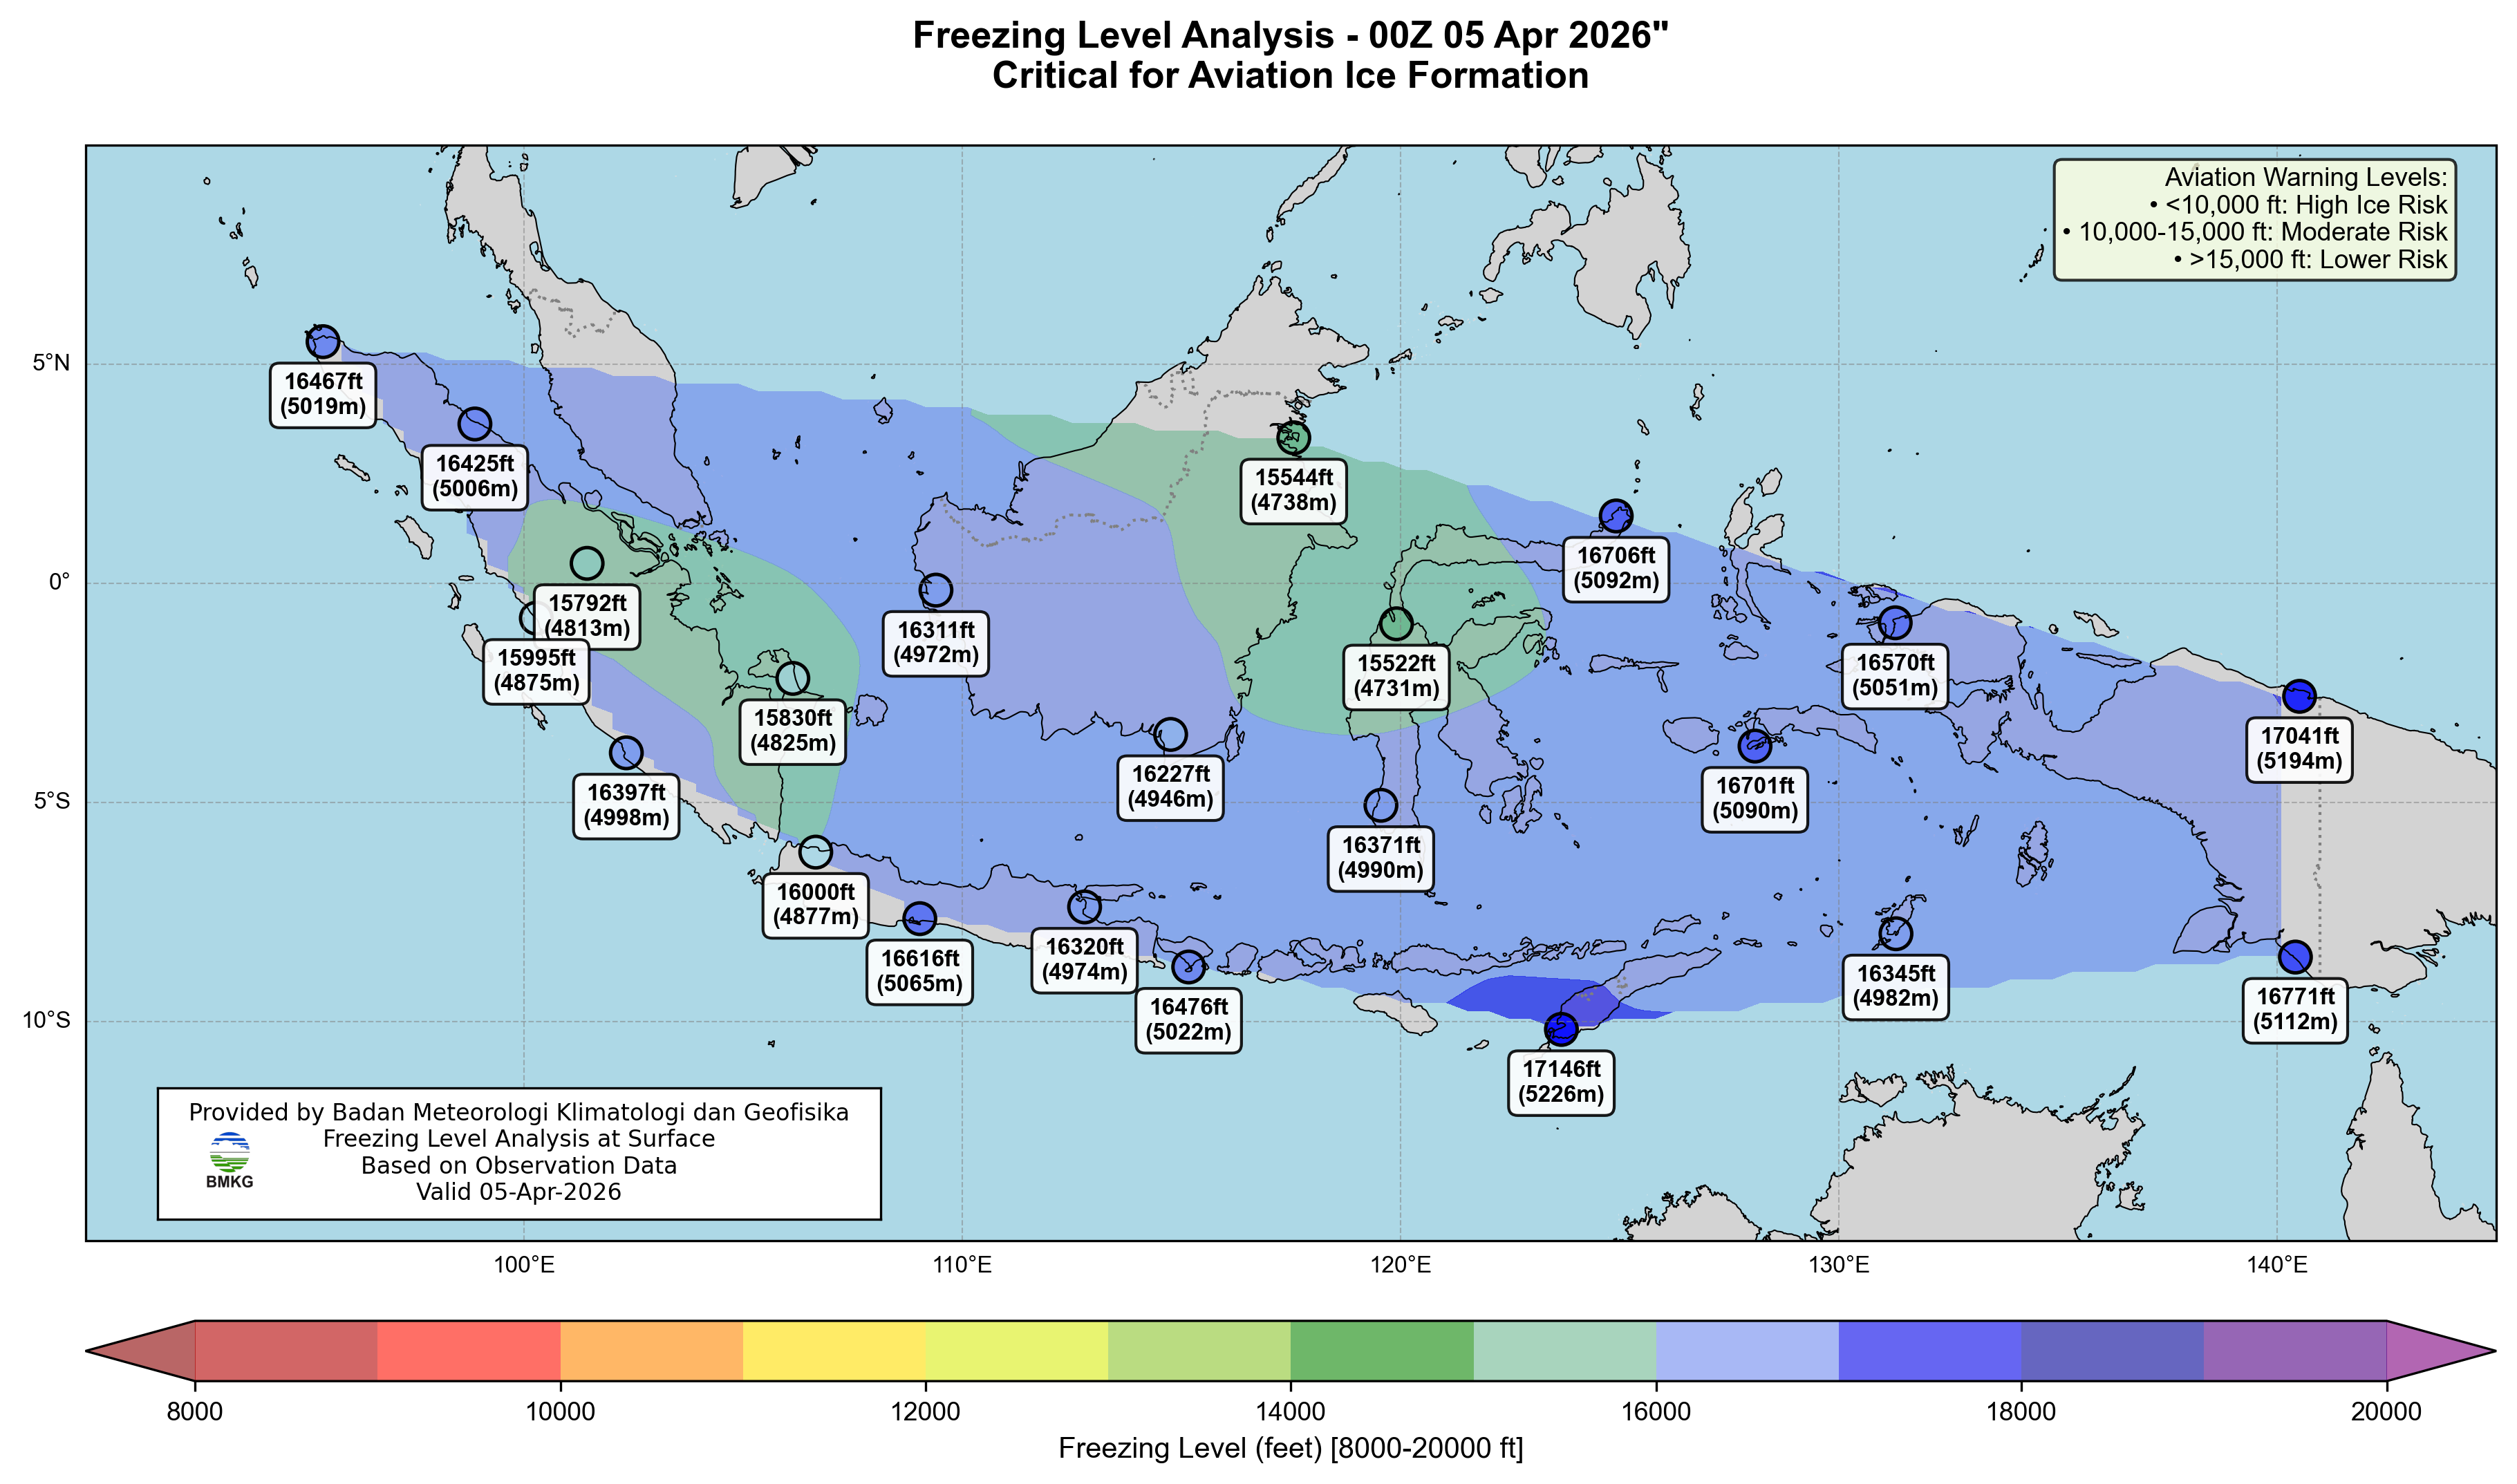 Freezing Level Analysis - 00Z 05 Apr 2026"
Critical for Aviation Ice Formation
Aviation Warning Levels:
• <10,000 ft: High Ice Risk
• 10,000-15,000 ft: Moderate Risk
• >15,000 ft: Lower Risk
5°N
0°
5°S
10°S
16467ft
(5019m)
16425ft
(5006m)
15544ft
(4738m)
16706ft
(5092m)
15792ft
(4813m)
16311ft
(4972m)
15995ft
(4875m)
15522ft
(4731m)
16570ft
(5051m)
15830ft
(4825m)
17041ft
(5194m)
16397ft
(4998m)
16227ft
(4946m)
16701ft
(5090m)
16371ft
(4990m)
16000ft
(4877m)
16616ft
(5065m)
16320ft
(4974m)
16476ft
(5022m)
16345ft
(4982m)
16771ft
(5112m)
17146ft
(5226m)
Provided by Badan Meteorologi Klimatologi dan Geofisika
Freezing Level Analysis at Surface
Based on Observation Data
Valid 05-Apr-2026
BMKG
100°E
110°E
120°E
130°E
140°E
8000
10000
12000
14000
16000
18000
20000
Freezing Level (feet) [8000-20000 ft]